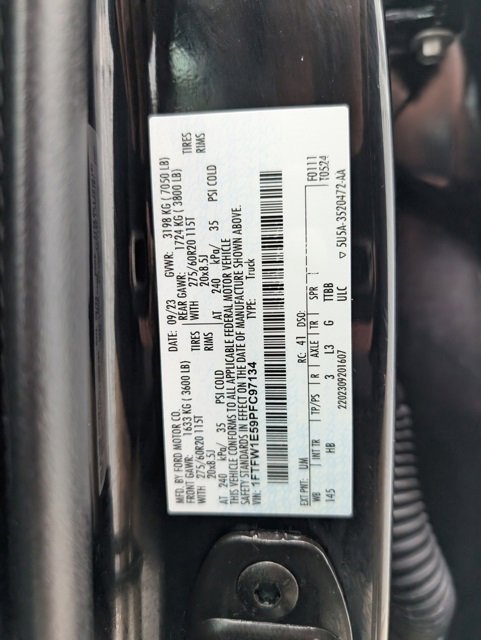 MFD. BY FORD MOTOR CO.
DATE: 09/23 GVWR: 3198 KG ( 7050 LB)
FRONT GAWR: 1633 KG ( 3600 LB) REAR GAWR: 1724 KG ( 3800 LB)
WITH 275/60R20 115T TIRES WITH 275/60R20 115T TIRES
20x8.5J RIMS 20x8.5J RIMS
AT 240 kPa/ 35 PSI COLD AT 240 kPa/ 35 PSI COLD
THIS VEHICLE CONFORMS TO ALL APPLICABLE FEDERAL MOTOR VEHICLE
SAFETY STANDARDS IN EFFECT ON THE DATE OF MANUFACTURE SHOWN ABOVE.
VIN: 1FTFW1E59PFC97134 TYPE: Truck
EXT PNT: UM RC: 41 DSO: F0111
T0524
WB INT TR TP/PS R AXLE TR SPR
145 HB 3 L3 G TTBB
2202309201607 ULC
▽ 5U5A-3520472-AA